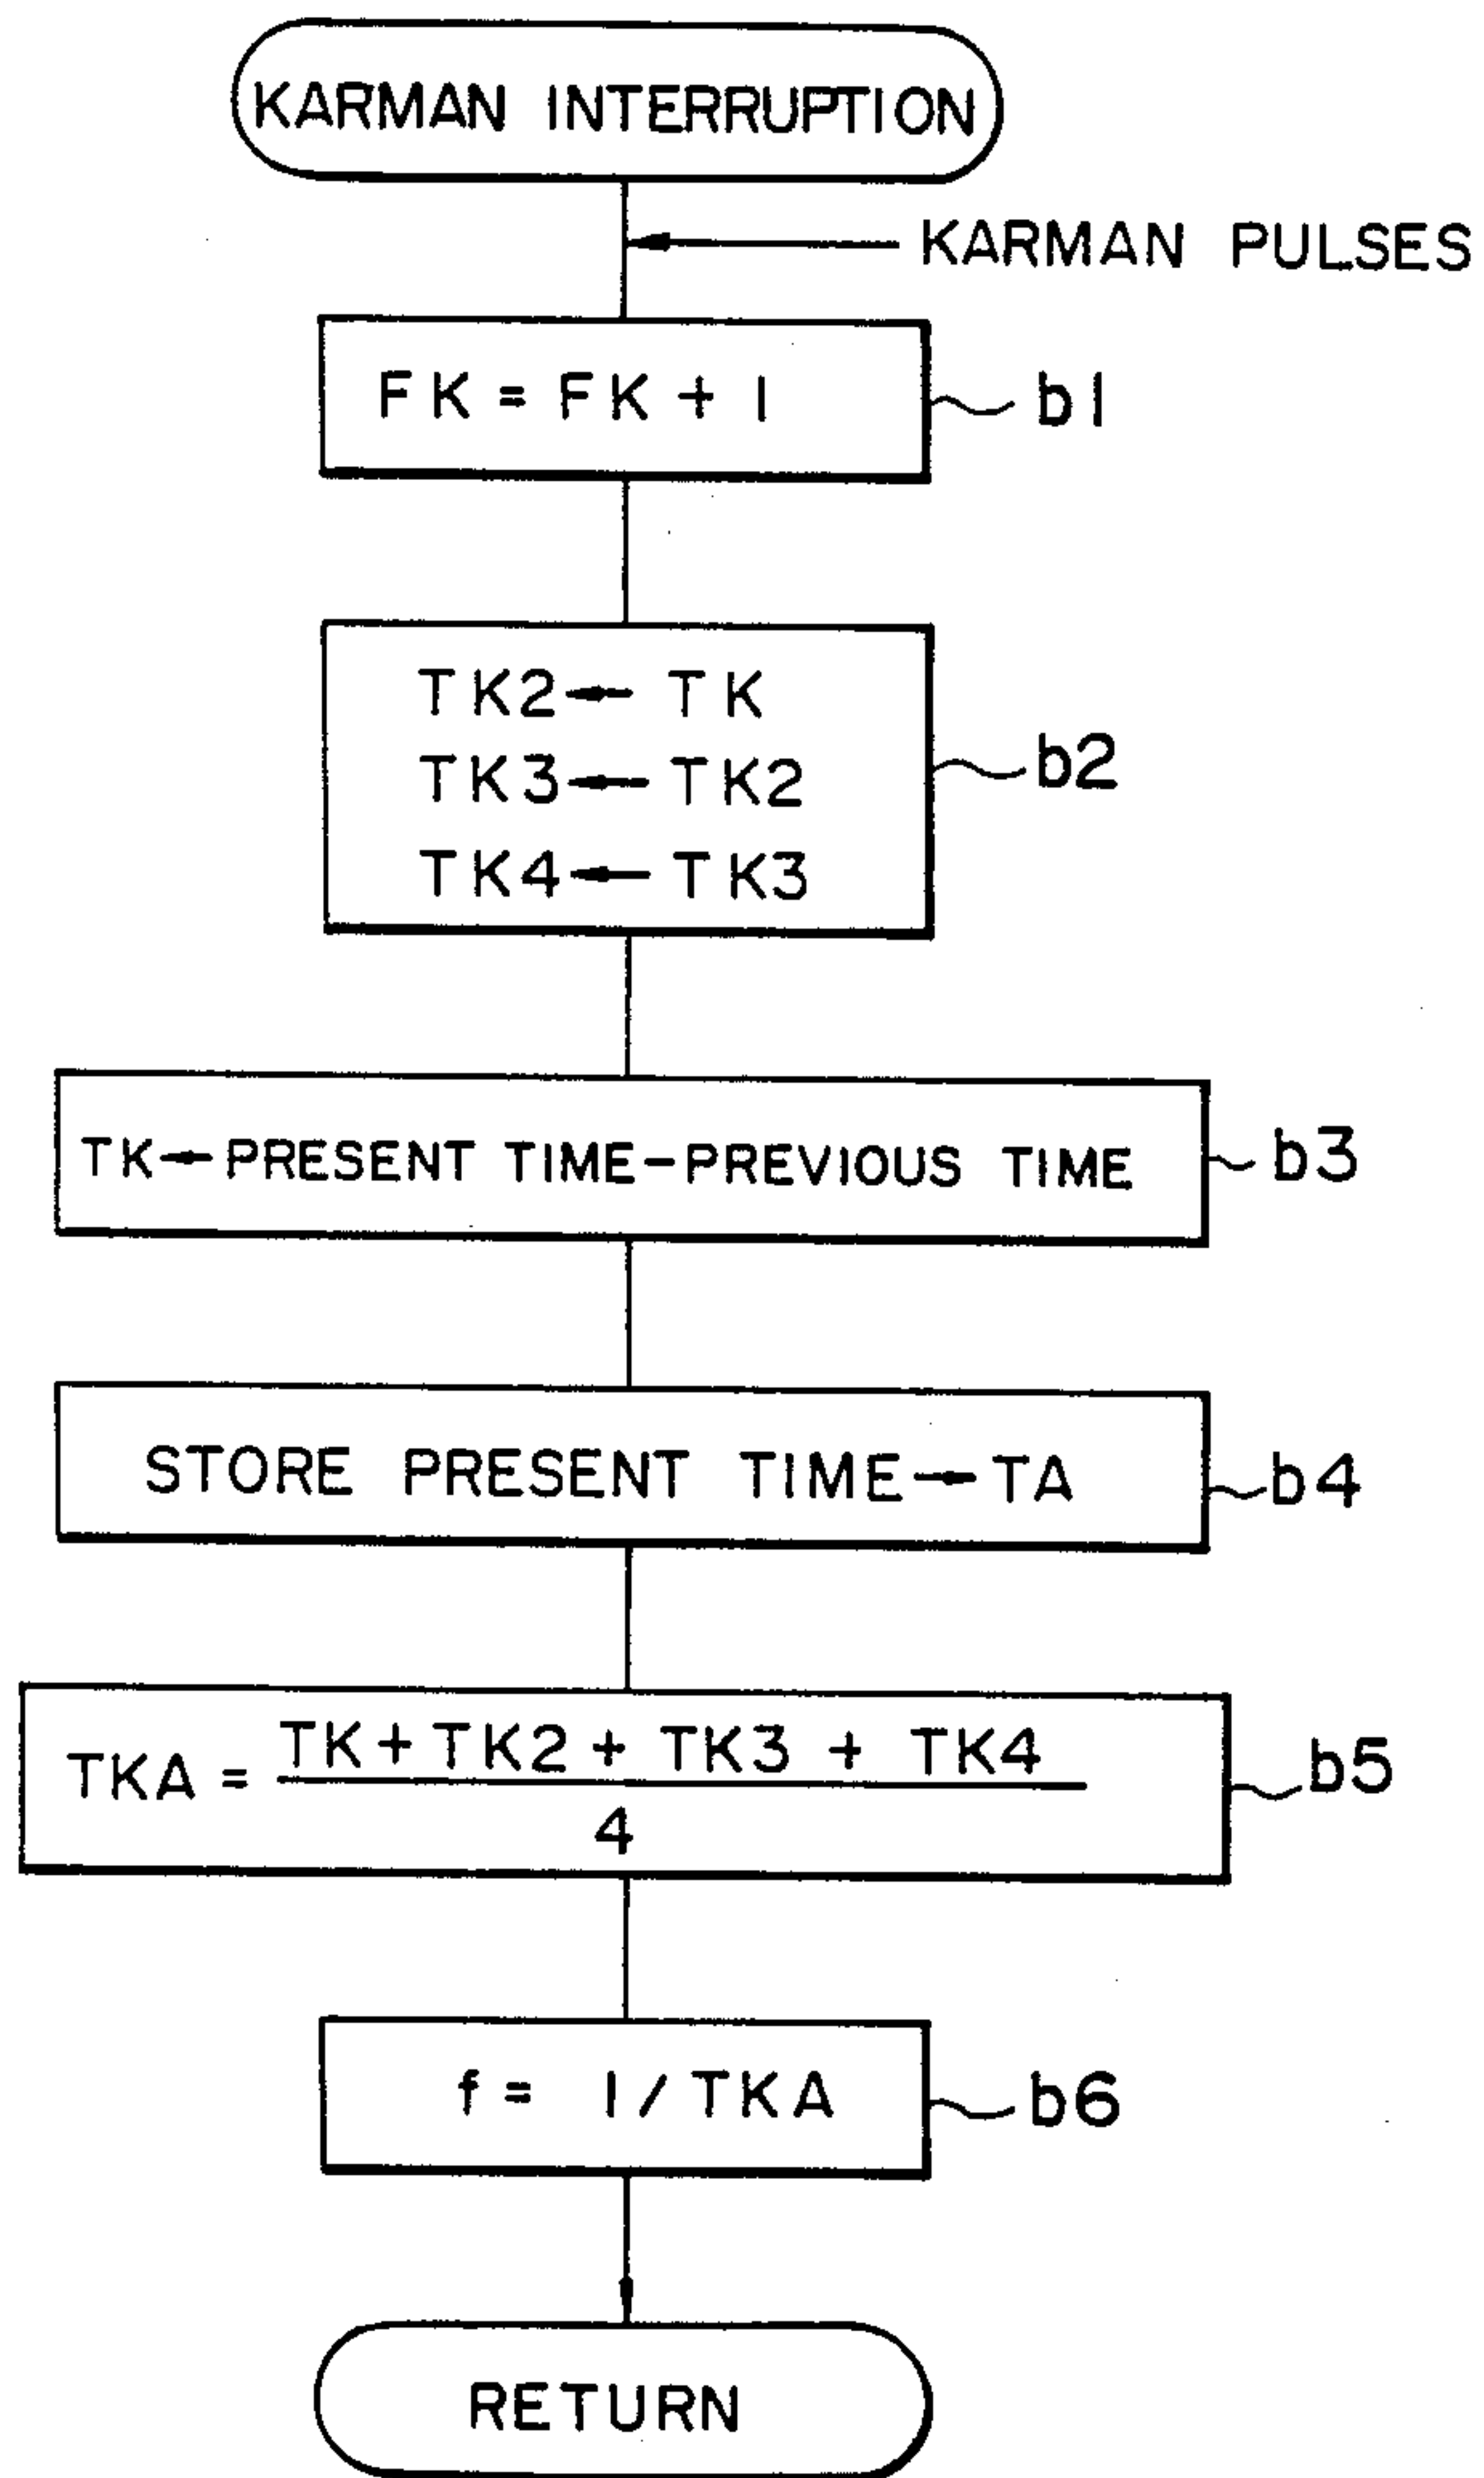 KARMAN INTERRUPTION
KARMAN PULSES
FK = FK + 1
b1
TK2 ← TK
TK3 ← TK2
TK4 ← TK3
b2
TK ← PRESENT TIME - PREVIOUS TIME
b3
STORE PRESENT TIME → TA
b4
TK + TK2 + TK3 + TK4
TKA =
4
b5
f = 1 / TKA
b6
RETURN